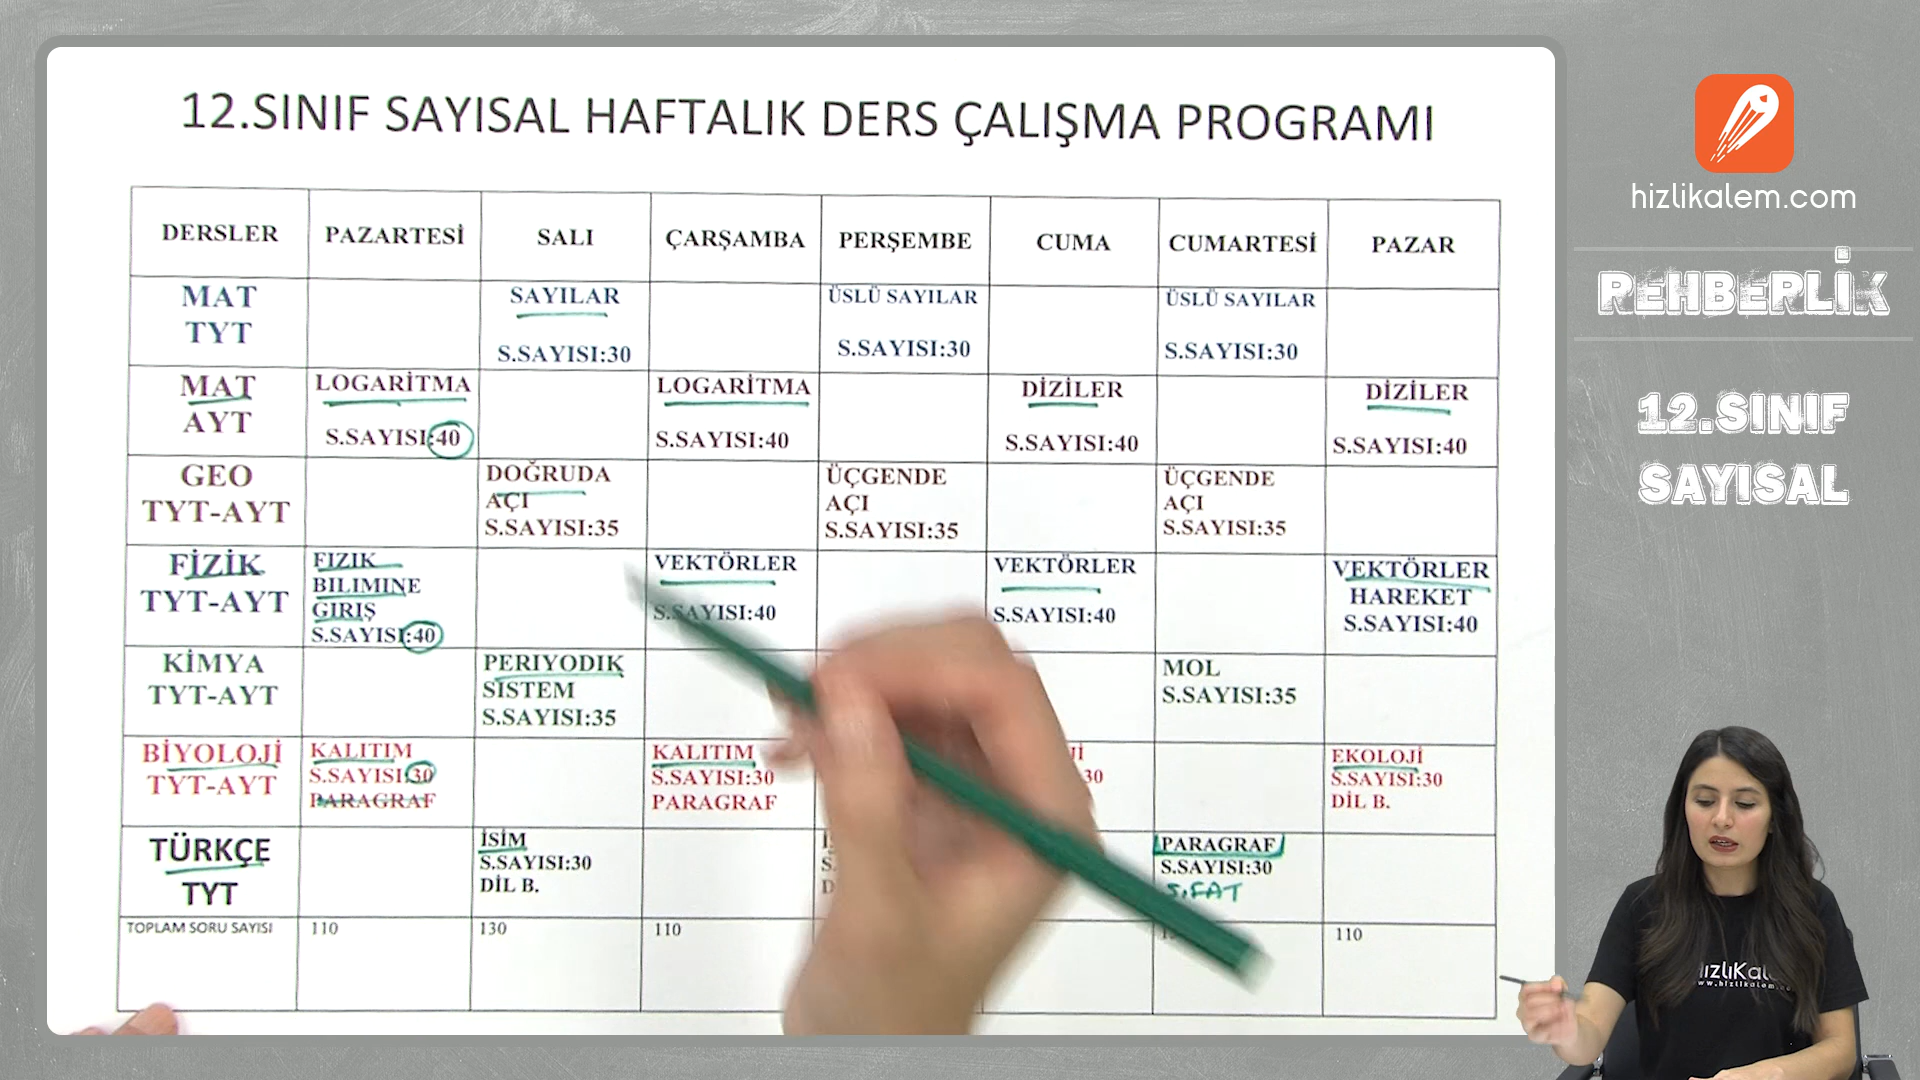 12.SINIF SAYISAL HAFTALIK DERS ÇALIŞMA PROGRAMI
hizlikalem.com
REHBERLİK
12.SINIF
SAYISAL
DERSLER PAZARTESİ SALI ÇARŞAMBA PERŞEMBE CUMA CUMARTESİ PAZAR
MAT
TYT
SAYILAR
S.SAYISI:30
ÜSLÜ SAYILAR
S.SAYISI:30
ÜSLÜ SAYILAR
S.SAYISI:30
MAT
AYT
LOGARİTMA
S.SAYISI:40
LOGARİTMA
S.SAYISI:40
DİZİLER
S.SAYISI:40
DİZİLER
S.SAYISI:40
GEO
TYT-AYT
DOĞRUDA
AÇI
S.SAYISI:35
ÜÇGENDE
AÇI
S.SAYISI:35
ÜÇGENDE
AÇI
S.SAYISI:35
FİZİK
TYT-AYT
FIZIK
BILIMINE
GIRIŞ
S.SAYISI:40
VEKTÖRLER
S.SAYISI:40
VEKTÖRLER
S.SAYISI:40
VEKTÖRLER
HAREKET
S.SAYISI:40
KİMYA
TYT-AYT
PERIYODIK
SISTEM
S.SAYISI:35
MOL
S.SAYISI:35
BİYOLOJİ
TYT-AYT
KALITIM
S.SAYISI:30
PARAGRAF
KALITIM
S.SAYISI:30
PARAGRAF
30
EKOLOJİ
S.SAYISI:30
DİL B.
TÜRKÇE
TYT
İSİM
S.SAYISI:30
DİL B.
PARAGRAF
S.SAYISI:30
SIFAT
TOPLAM SORU SAYISI 110 130 110 110